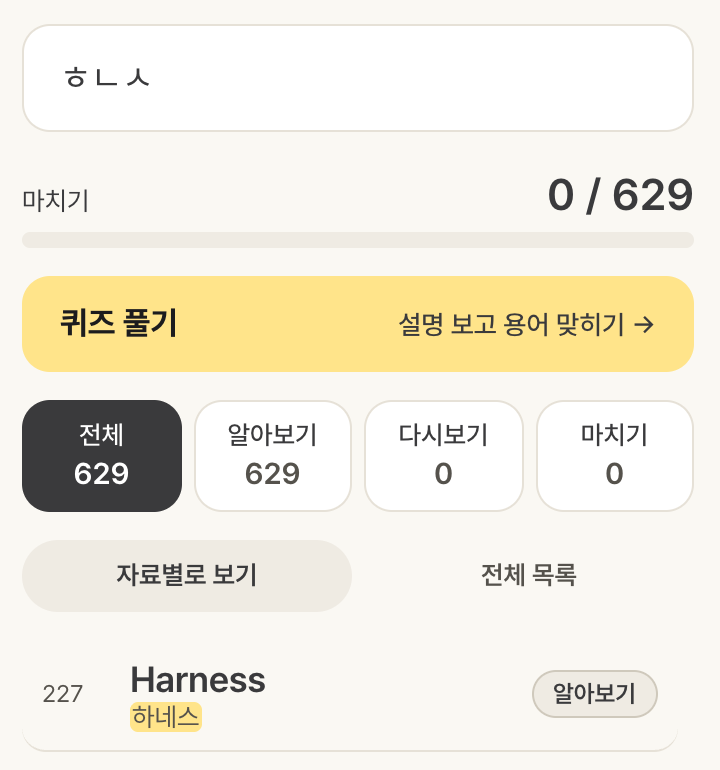 ㅎㄴㅅ
마치기 0 / 629
퀴즈 풀기 설명 보고 용어 맞히기 →
전체 알아보기 다시보기 마치기
629 629 0 0
자료별로 보기 전체 목록
227 Harness 알아보기
하네스